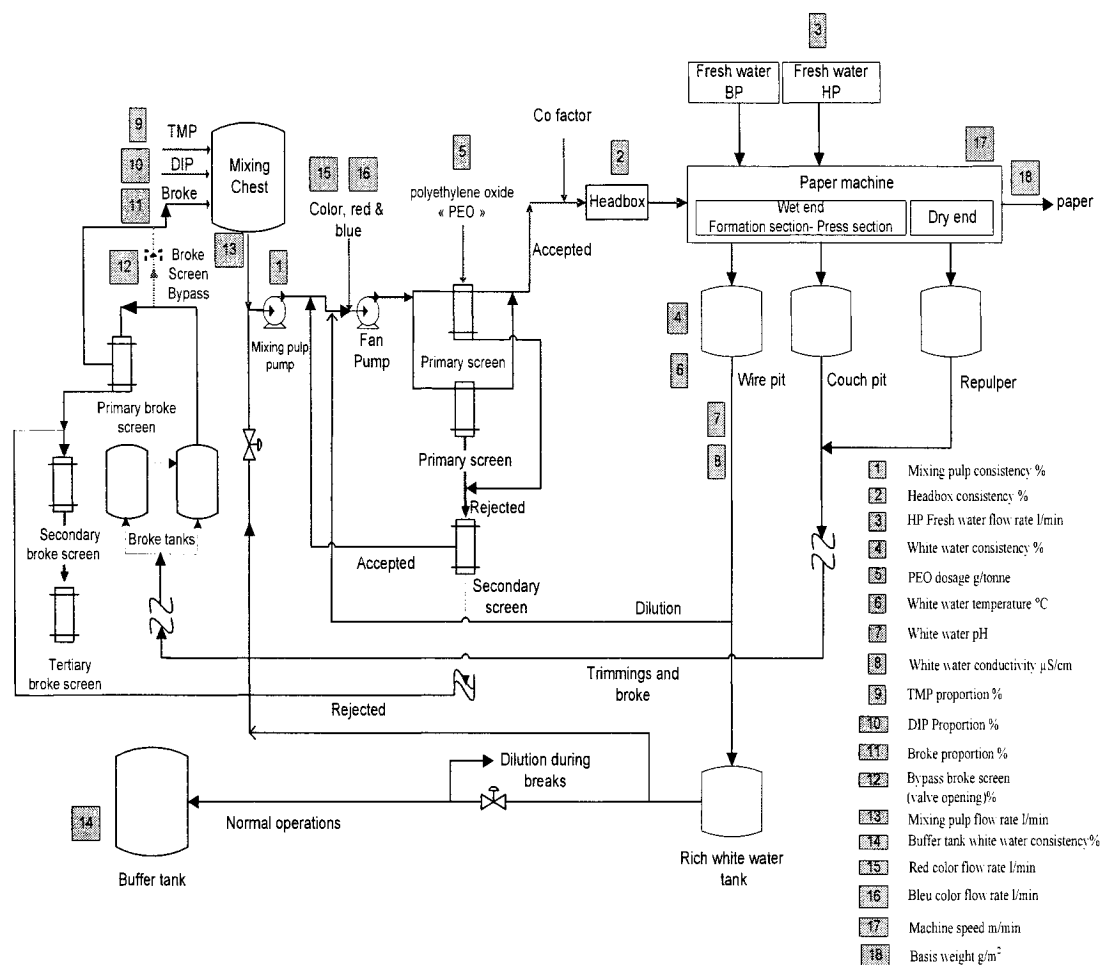 3
Fresh water
BP
Fresh water
HP
9
TMP
10
DIP
11
Broke
Mixing
Chest
12
Broke
Screen
Bypass
13
1
Mixing pulp
pump
15
16
Color, red &
blue
Fan
Pump
5
polyethylene oxide
« PEO »
Co factor
2
Headbox
Accepted
17
18
Paper machine
Wet end
Formation section- Press section
Dry end
paper
Primary screen
Primary screen
Rejected
Accepted
Secondary
screen
4
6
Wire pit
Couch pit
Repulper
7
8
Primary broke
screen
Secondary
broke screen
Broke tanks
Tertiary
broke screen
Dilution
Trimmings and
broke
Rejected
Dilution during
breaks
14
Normal operations
Buffer tank
Rich white water
tank
1 Mixing pulp consistency %
2 Headbox consistency %
3 HP Fresh water flow rate l/min
4 White water consistency %
5 PEO dosage g/tonne
6 White water temperature °C
7 White water pH
8 White water conductivity µS/cm
9 TMP proportion %
10 DIP Proportion %
11 Broke proportion %
12 Bypass broke screen
(valve opening)%
13 Mixing pulp flow rate l/min
14 Buffer tank white water consistency%
15 Red color flow rate l/min
16 Bleu color flow rate l/min
17 Machine speed m/min
18 Basis weight g/m²